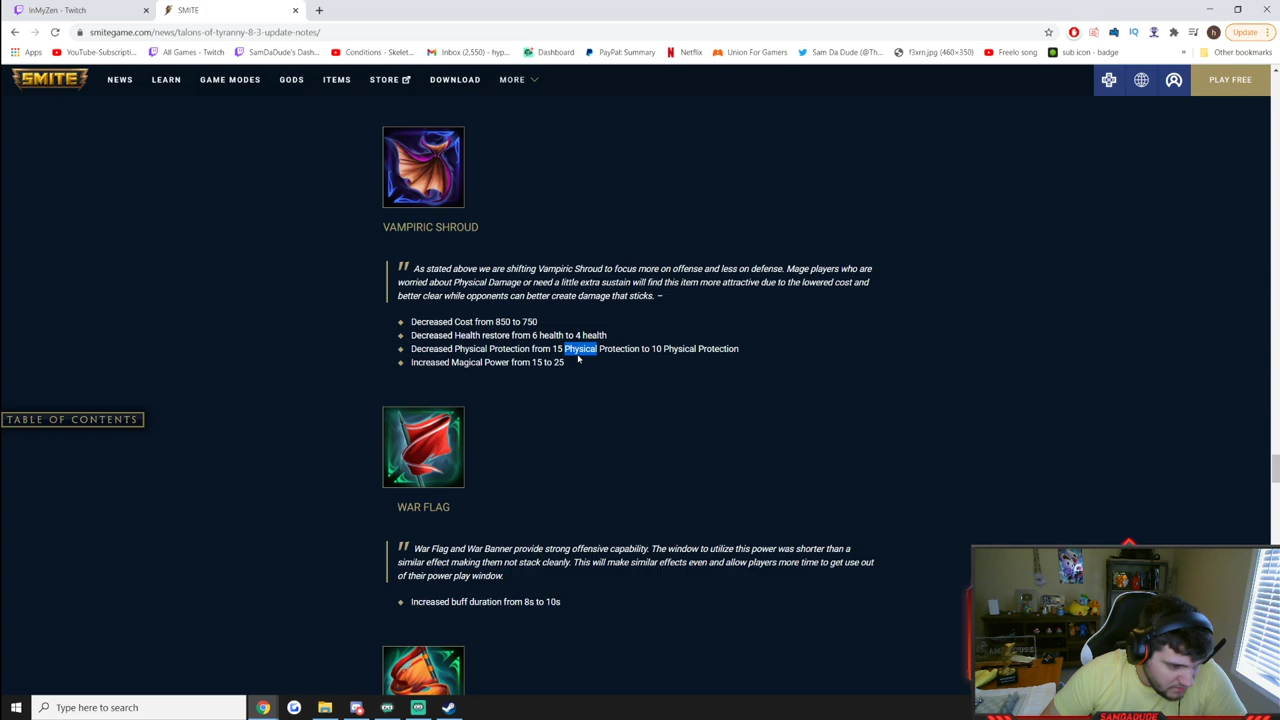 InMyZen - Twitch
SMITE
smitegame.com/news/talons-of-tyranny-8-3-update-notes/
Update
Apps
YouTube-Subscripti...
All Games - Twitch
SamDaDude's Dash...
Conditions - Skelet...
Inbox (2,550) - hyp...
Dashboard
PayPal: Summary
Netflix
Union For Gamers
Sam Da Dude (@Th...
f3xrn.jpg (460×350)
Freelo song
sub icon - badge
»
Other bookmarks
SMITE
NEWS
LEARN
GAME MODES
GODS
ITEMS
STORE
DOWNLOAD
MORE
PLAY FREE
VAMPIRIC SHROUD
" As stated above we are shifting Vampiric Shroud to focus more on offense and less on defense. Mage players who are
worried about Physical Damage or need a little extra sustain will find this item more attractive due to the lowered cost and
better clear while opponents can better create damage that sticks. –
Decreased Cost from 850 to 750
Decreased Health restore from 6 health to 4 health
Decreased Physical Protection from 15 Physical Protection to 10 Physical Protection
Increased Magical Power from 15 to 25
TABLE OF CONTENTS
WAR FLAG
" War Flag and War Banner provide strong offensive capability. The window to utilize this power was shorter than a
similar effect making them not stack cleanly. This will make similar effects even and allow players more time to get use out
of their power play window.
Increased buff duration from 8s to 10s
Type here to search
SAMDADUDE